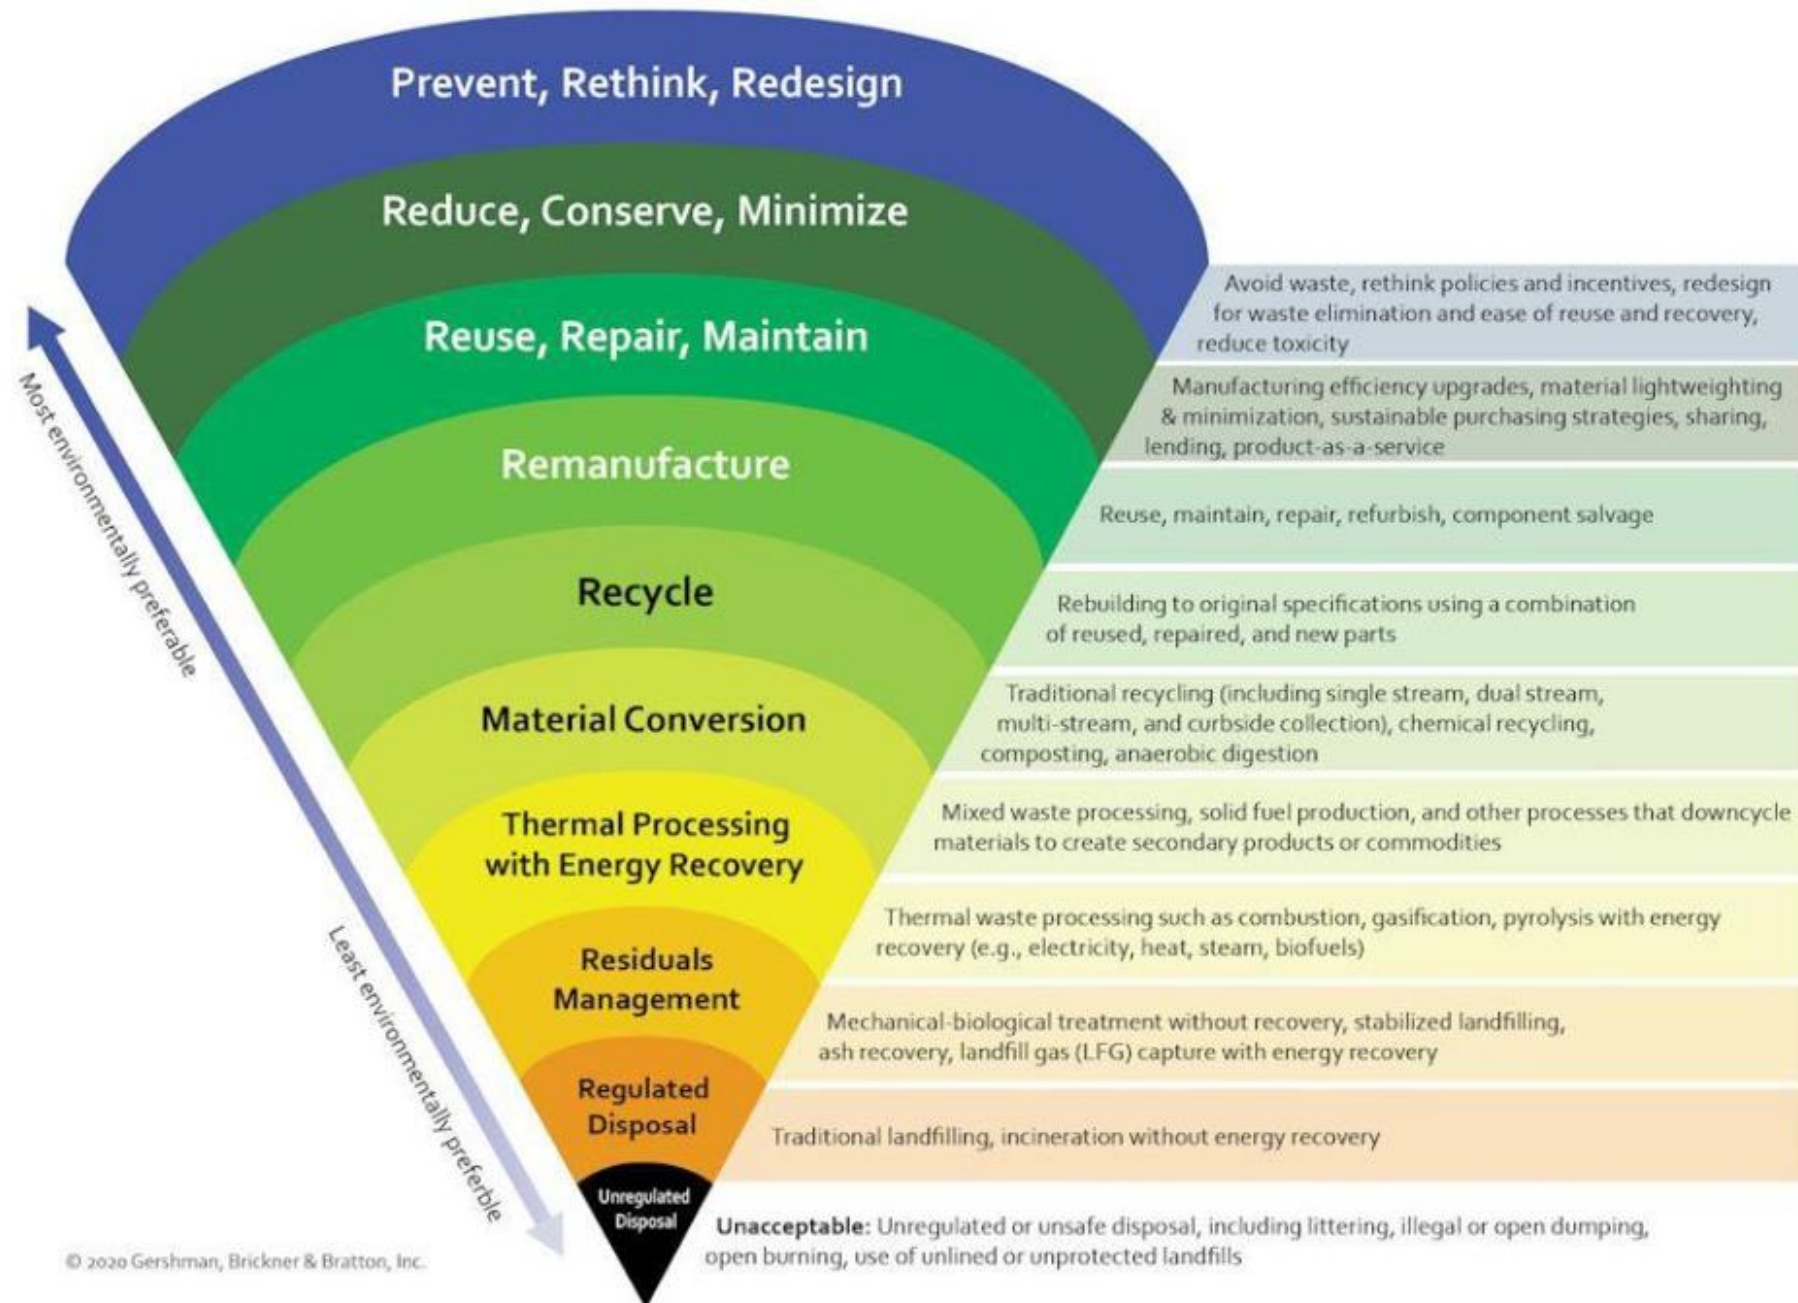 Prevent, Rethink, Redesign
Reduce, Conserve, Minimize
Reuse, Repair, Maintain
Remanufacture
Recycle
Material Conversion
Thermal Processing
with Energy Recovery
Residuals
Management
Regulated
Disposal
Unregulated
Disposal
Most environmentally preferable
Least environmentally preferble
Avoid waste, rethink policies and incentives, redesign
for waste elimination and ease of reuse and recovery,
reduce toxicity
Manufacturing efficiency upgrades, material lightweighting
& minimization, sustainable purchasing strategies, sharing,
lending, product-as-a-service
Reuse, maintain, repair, refurbish, component salvage
Rebuilding to original specifications using a combination
of reused, repaired, and new parts
Traditional recycling (including single stream, dual stream,
multi-stream, and curbside collection), chemical recycling,
composting, anaerobic digestion
Mixed waste processing, solid fuel production, and other processes that downcycle
materials to create secondary products or commodities
Thermal waste processing such as combustion, gasification, pyrolysis with energy
recovery (e.g., electricity, heat, steam, biofuels)
Mechanical-biological treatment without recovery, stabilized landfilling,
ash recovery, landfill gas (LFG) capture with energy recovery
Traditional landfilling, incineration without energy recovery
Unacceptable: Unregulated or unsafe disposal, including littering, illegal or open dumping,
open burning, use of unlined or unprotected landfills
© 2020 Gershman, Brickner & Bratton, Inc.